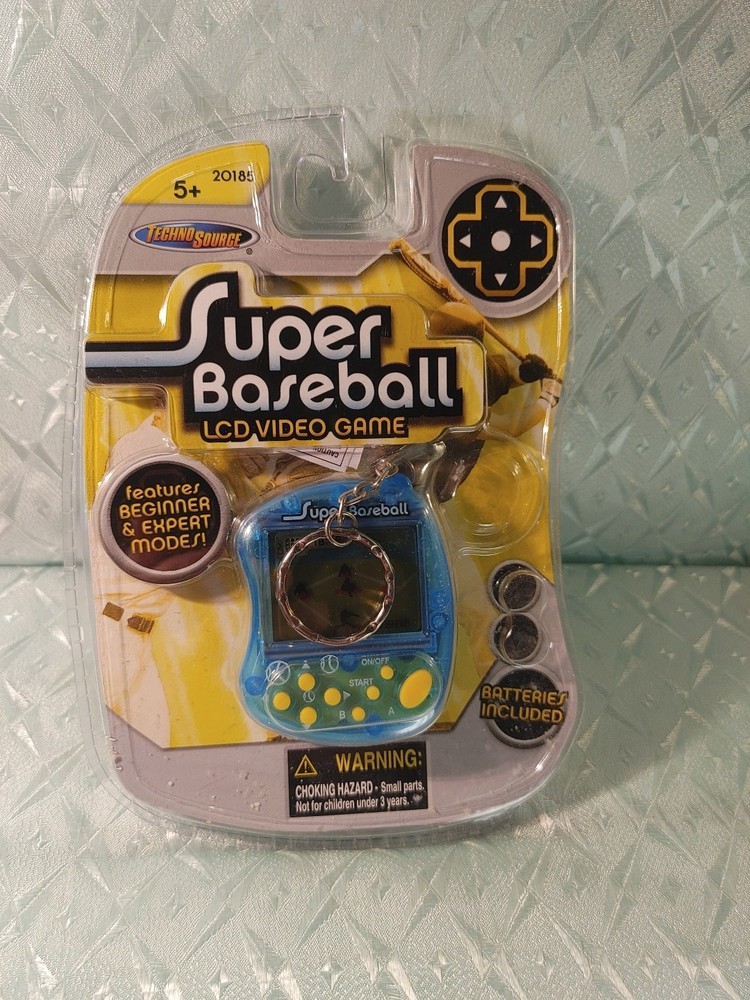 5+
20185
TECHNO SOURCE
®
Super
Baseball
LCD VIDEO GAME
CAUTION
features
BEGINNER
& EXPERT
MODES!
Super Baseball
ON/OFF
START
B
A
BATTERIES
INCLUDED
WARNING:
CHOKING HAZARD - Small parts.
Not for children under 3 years.